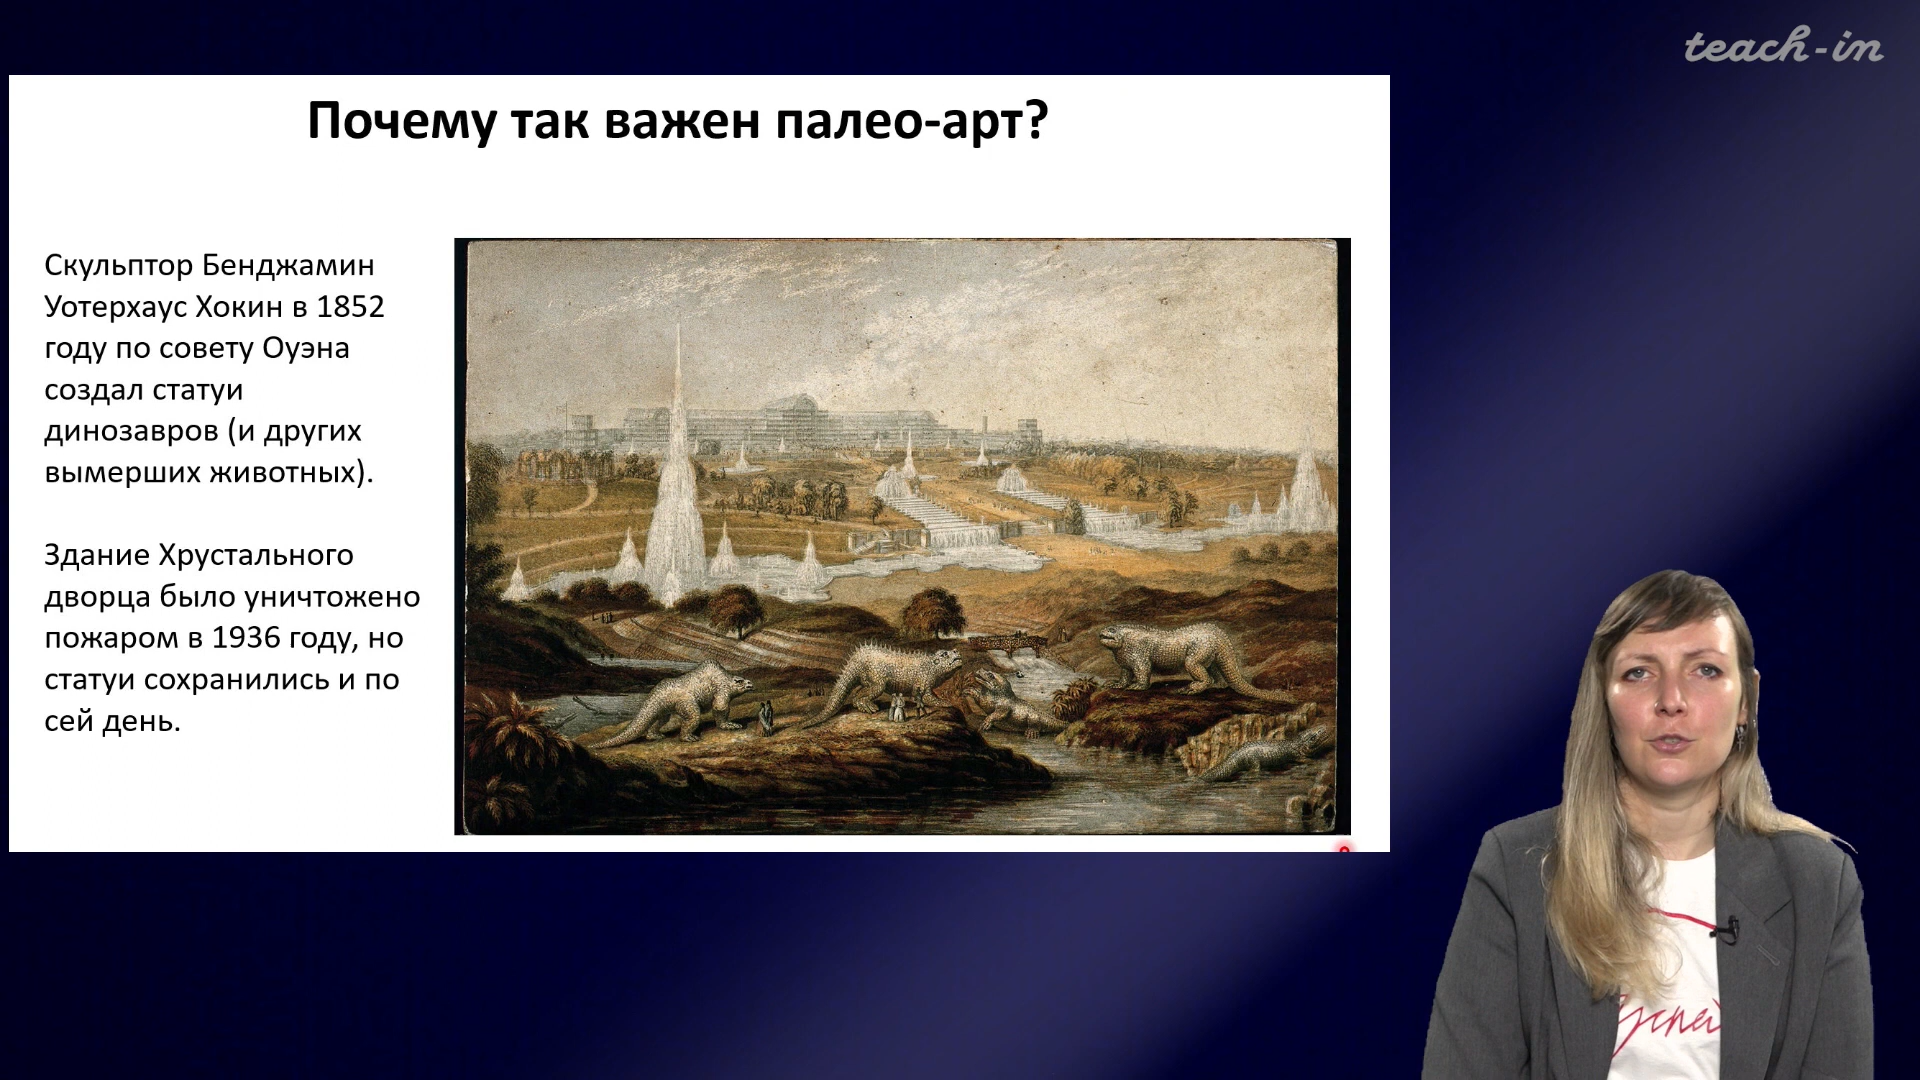 teach-in
Почему так важен палео-арт?
Скульптор Бенджамин
Уотерхаус Хокин в 1852
году по совету Оуэна
создал статуи
динозавров (и других
вымерших животных).
Здание Хрустального
дворца было уничтожено
пожаром в 1936 году, но
статуи сохранились и по
сей день.